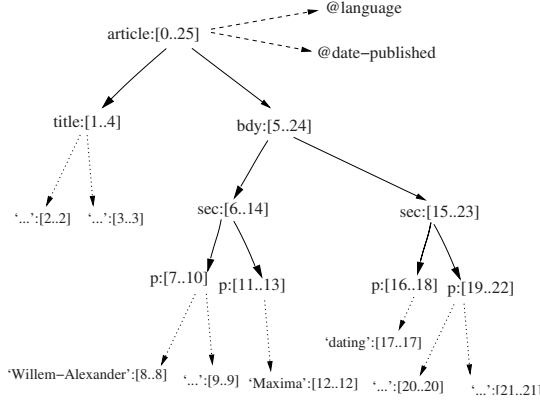 @language
article:[0..25]
@date−published
title:[1..4]
bdy:[5..24]
‘...’:[2..2]
‘...’:[3..3]
sec:[6..14]
sec:[15..23]
p:[7..10]
p:[11..13]
p:[16..18]
p:[19..22]
‘dating’:[17..17]
‘Willem−Alexander’:[8..8]
‘...’:[9..9]
‘Maxima’:[12..12]
‘...’:[20..20]
‘...’:[21..21]